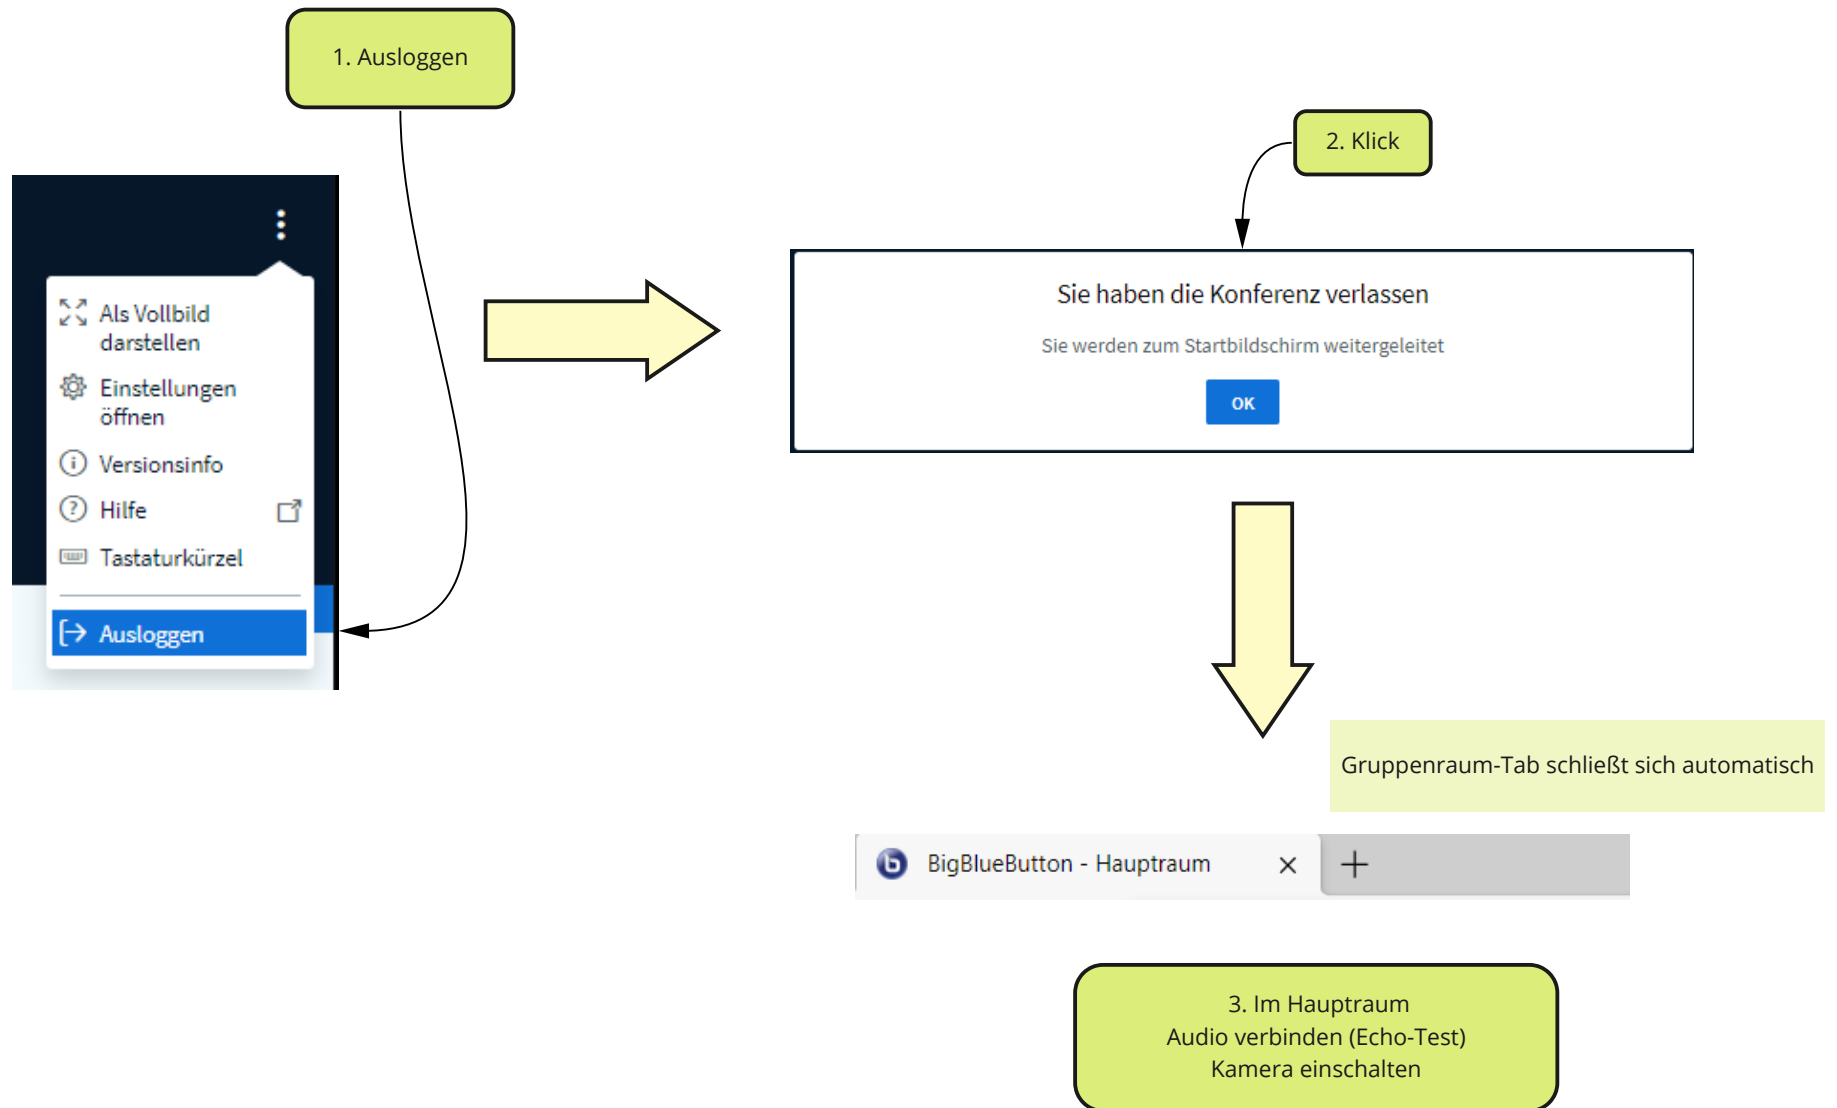 1. Ausloggen
2. Klick
Als Vollbild
darstellen
Einstellungen
öffnen
Versionsinfo
Hilfe
Tastaturkürzel
Ausloggen
Sie haben die Konferenz verlassen
Sie werden zum Startbildschirm weitergeleitet
OK
Gruppenraum-Tab schließt sich automatisch
BigBlueButton - Hauptraum
3. Im Hauptraum
Audio verbinden (Echo-Test)
Kamera einschalten